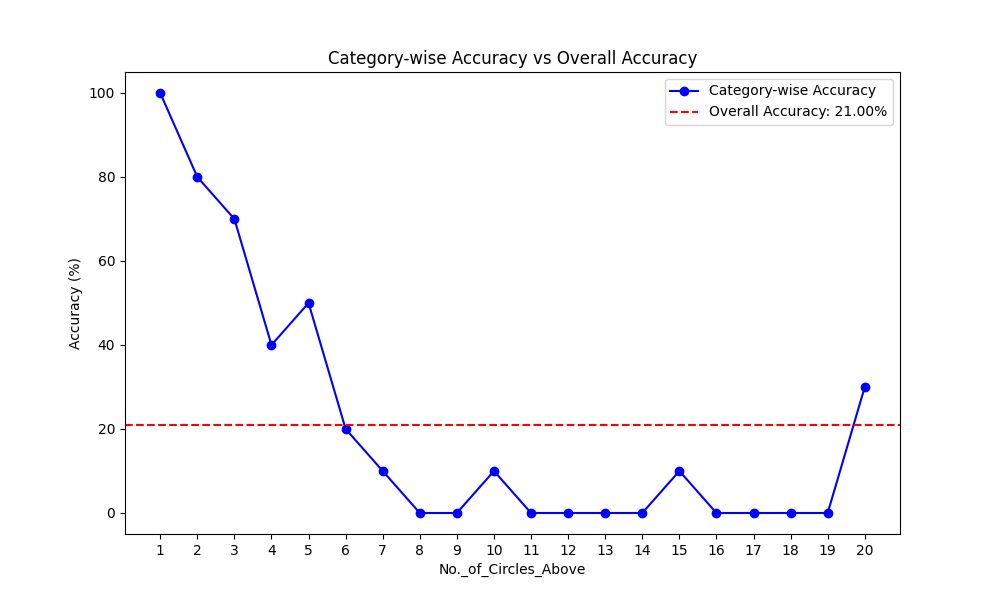 Category-wise Accuracy vs Overall Accuracy
Category-wise Accuracy
Overall Accuracy: 21.00%
Accuracy (%)
100
80
60
40
20
0
1 2 3 4 5 6 7 8 9 10 11 12 13 14 15 16 17 18 19 20
No._of_Circles_Above